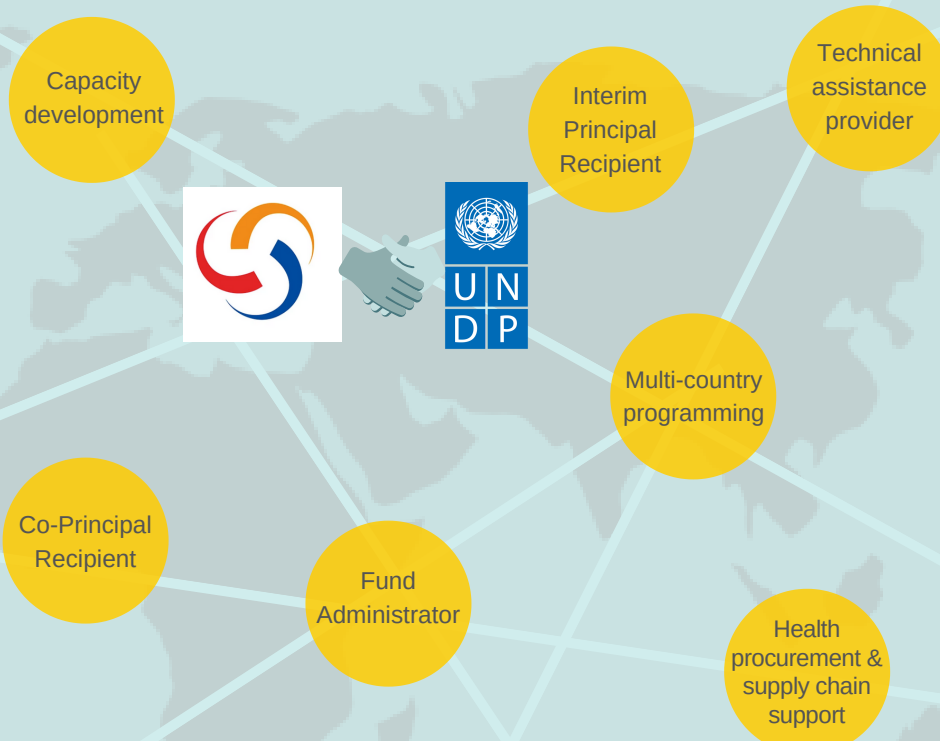 Capacity
development
Interim
Principal
Recipient
Technical
assistance
provider
U N
D P
Multi-country
programming
Co-Principal
Recipient
Fund
Administrator
Health
procurement &
supply chain
support